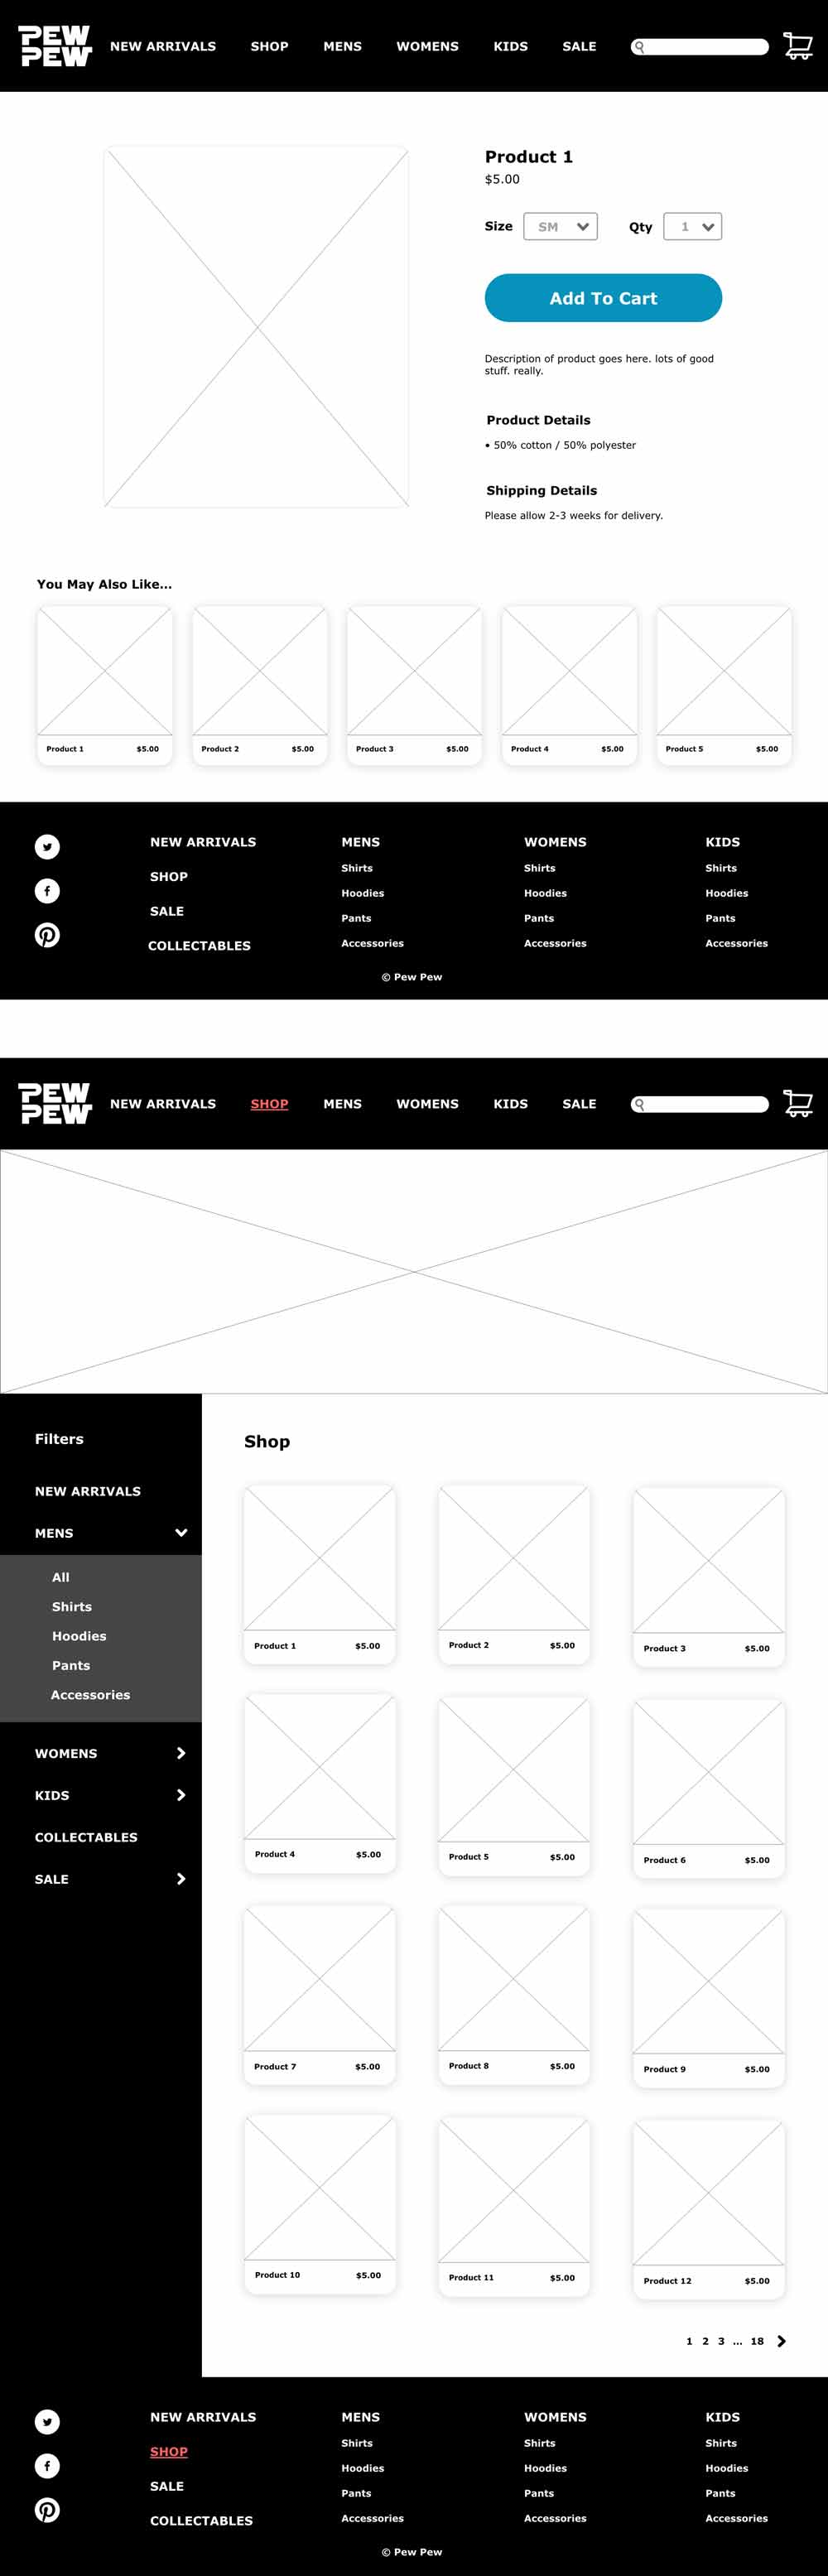 PEW
PEW
NEW ARRIVALS SHOP MENS WOMENS KIDS SALE
Product 1
$5.00
Size SM Qty 1
Add To Cart
Description of product goes here. lots of good
stuff. really.
Product Details
• 50% cotton / 50% polyester
Shipping Details
Please allow 2-3 weeks for delivery.
You May Also Like...
Product 1 $5.00 Product 2 $5.00 Product 3 $5.00 Product 4 $5.00 Product 5 $5.00
NEW ARRIVALS
SHOP
SALE
COLLECTABLES
MENS
Shirts
Hoodies
Pants
Accessories
WOMENS
Shirts
Hoodies
Pants
Accessories
KIDS
Shirts
Hoodies
Pants
Accessories
© Pew Pew
PEW
PEW
NEW ARRIVALS SHOP MENS WOMENS KIDS SALE
Filters
NEW ARRIVALS
MENS
All
Shirts
Hoodies
Pants
Accessories
WOMENS
KIDS
COLLECTABLES
SALE
Shop
Product 1 $5.00 Product 2 $5.00 Product 3 $5.00
Product 4 $5.00 Product 5 $5.00 Product 6 $5.00
Product 7 $5.00 Product 8 $5.00 Product 9 $5.00
Product 10 $5.00 Product 11 $5.00 Product 12 $5.00
1 2 3 ... 18
NEW ARRIVALS
SHOP
SALE
COLLECTABLES
MENS
Shirts
Hoodies
Pants
Accessories
WOMENS
Shirts
Hoodies
Pants
Accessories
KIDS
Shirts
Hoodies
Pants
Accessories
© Pew Pew